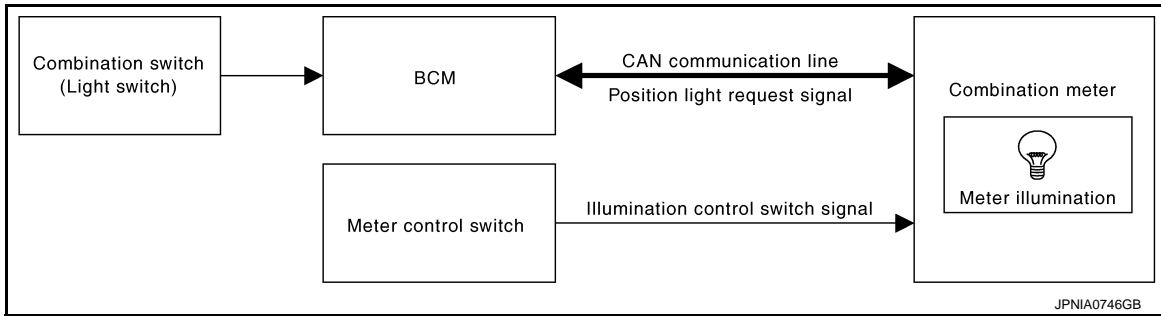 Combination switch
(Light switch)
BCM
CAN communication line
Position light request signal
Combination meter
Meter illumination
Meter control switch
Illumination control switch signal
JPNIA0746GB